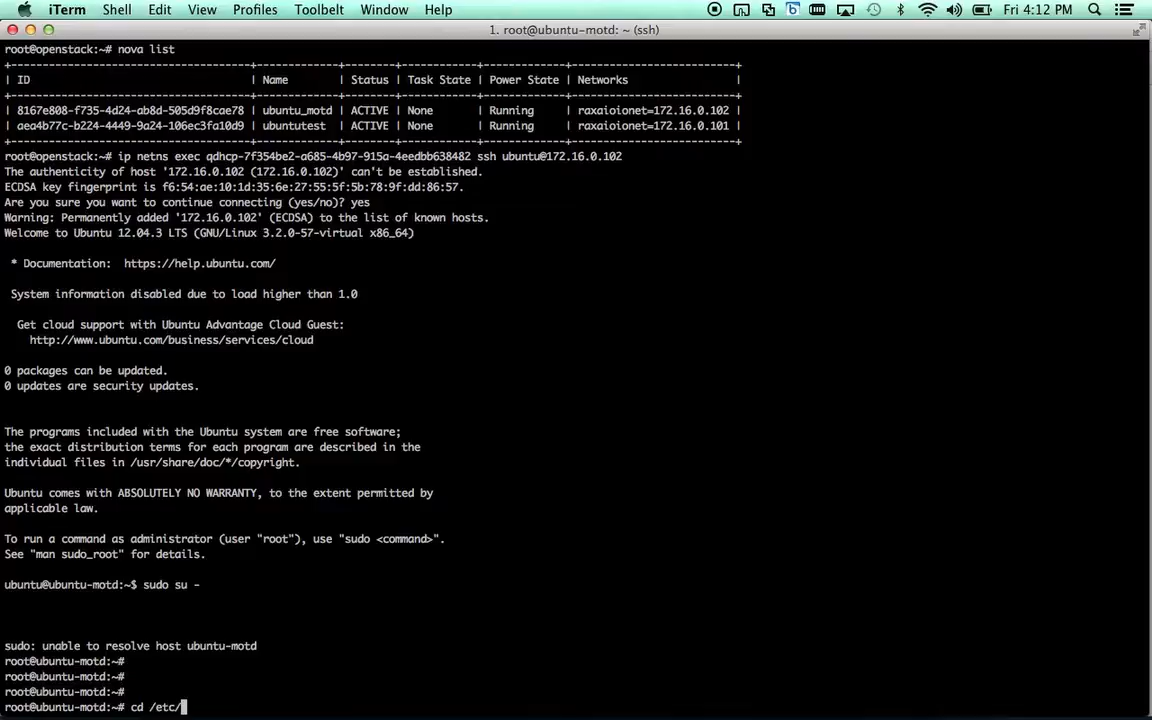 iTerm Shell Edit View Profiles Toolbelt Window Help Fri 4:12 PM
1. root@ubuntu-motd: ~ (ssh)
root@openstack:~# nova list
+--------------------------------------+-------------+--------+------------+-------------+-------------------------+
| ID | Name | Status | Task State | Power State | Networks |
+--------------------------------------+-------------+--------+------------+-------------+-------------------------+
| 8167e808-f735-4d24-ab8d-505d9f8cae78 | ubuntu_motd | ACTIVE | None | Running | raxaioionet=172.16.0.102 |
| aea4b77c-b224-4449-9a24-106ec3fa10d9 | ubuntutest | ACTIVE | None | Running | raxaioionet=172.16.0.101 |
+--------------------------------------+-------------+--------+------------+-------------+-------------------------+
root@openstack:~# ip netns exec qdhcp-7f354be2-a685-4b97-915a-4eedbb638482 ssh ubuntu@172.16.0.102
The authenticity of host '172.16.0.102 (172.16.0.102)' can't be established.
ECDSA key fingerprint is f6:54:ae:10:1d:35:6e:27:55:5f:5b:78:9f:dd:86:57.
Are you sure you want to continue connecting (yes/no)? yes
Warning: Permanently added '172.16.0.102' (ECDSA) to the list of known hosts.
Welcome to Ubuntu 12.04.3 LTS (GNU/Linux 3.2.0-57-virtual x86_64)
* Documentation: https://help.ubuntu.com/
System information disabled due to load higher than 1.0
Get cloud support with Ubuntu Advantage Cloud Guest:
http://www.ubuntu.com/business/services/cloud
0 packages can be updated.
0 updates are security updates.
The programs included with the Ubuntu system are free software;
the exact distribution terms for each program are described in the
individual files in /usr/share/doc/*/copyright.
Ubuntu comes with ABSOLUTELY NO WARRANTY, to the extent permitted by
applicable law.
To run a command as administrator (user "root"), use "sudo <command>".
See "man sudo_root" for details.
ubuntu@ubuntu-motd:~$ sudo su -
sudo: unable to resolve host ubuntu-motd
root@ubuntu-motd:~#
root@ubuntu-motd:~#
root@ubuntu-motd:~#
root@ubuntu-motd:~# cd /etc/